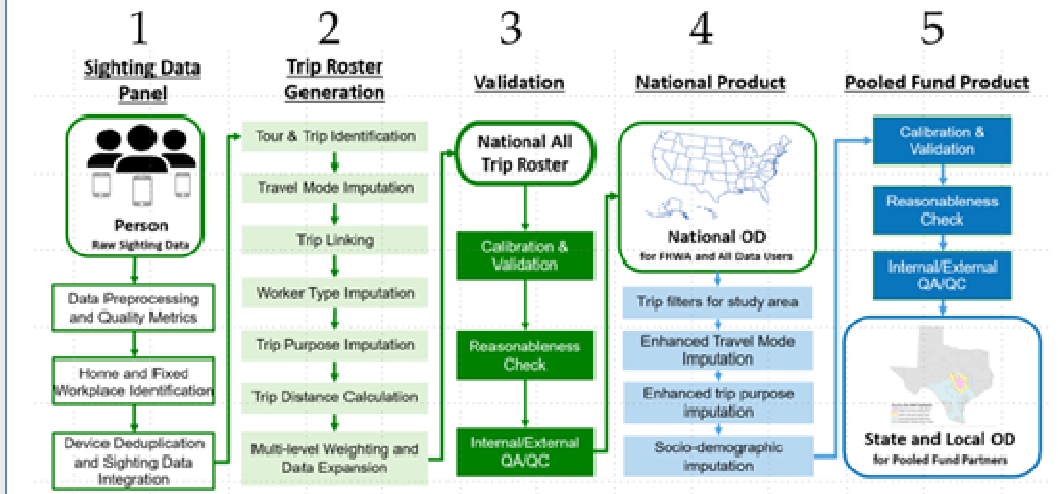 1
Sighting Data
Panel
Person
Raw Sighting Data
Data Preprocessing
and Quality Metrics
Home and Fixed
Workplace Identification
Device Deduplication
and Sighting Data
Integration
2
Trip Roster
Generation
Tour & Trip Identification
Travel Mode Imputation
Trip Linking
Worker Type Imputation
Trip Purpose Imputation
Trip Distance Calculation
Multi-level Weighting and
Data Expansion
3
Validation
National All
Trip Roster
Calibration &
Validation
Reasonableness
Check
Internal/External
QA/QC
4
National Product
National OD
for FHWA and All Data Users
Trip filters for study area
Enhanced Travel Mode
Imputation
Enhanced trip purpose
imputation
Socio-demographic
imputation
5
Pooled Fund Product
Calibration &
Validation
Reasonableness
Check
Internal/External
QA/QC
State and Local OD
for Pooled Fund Partners